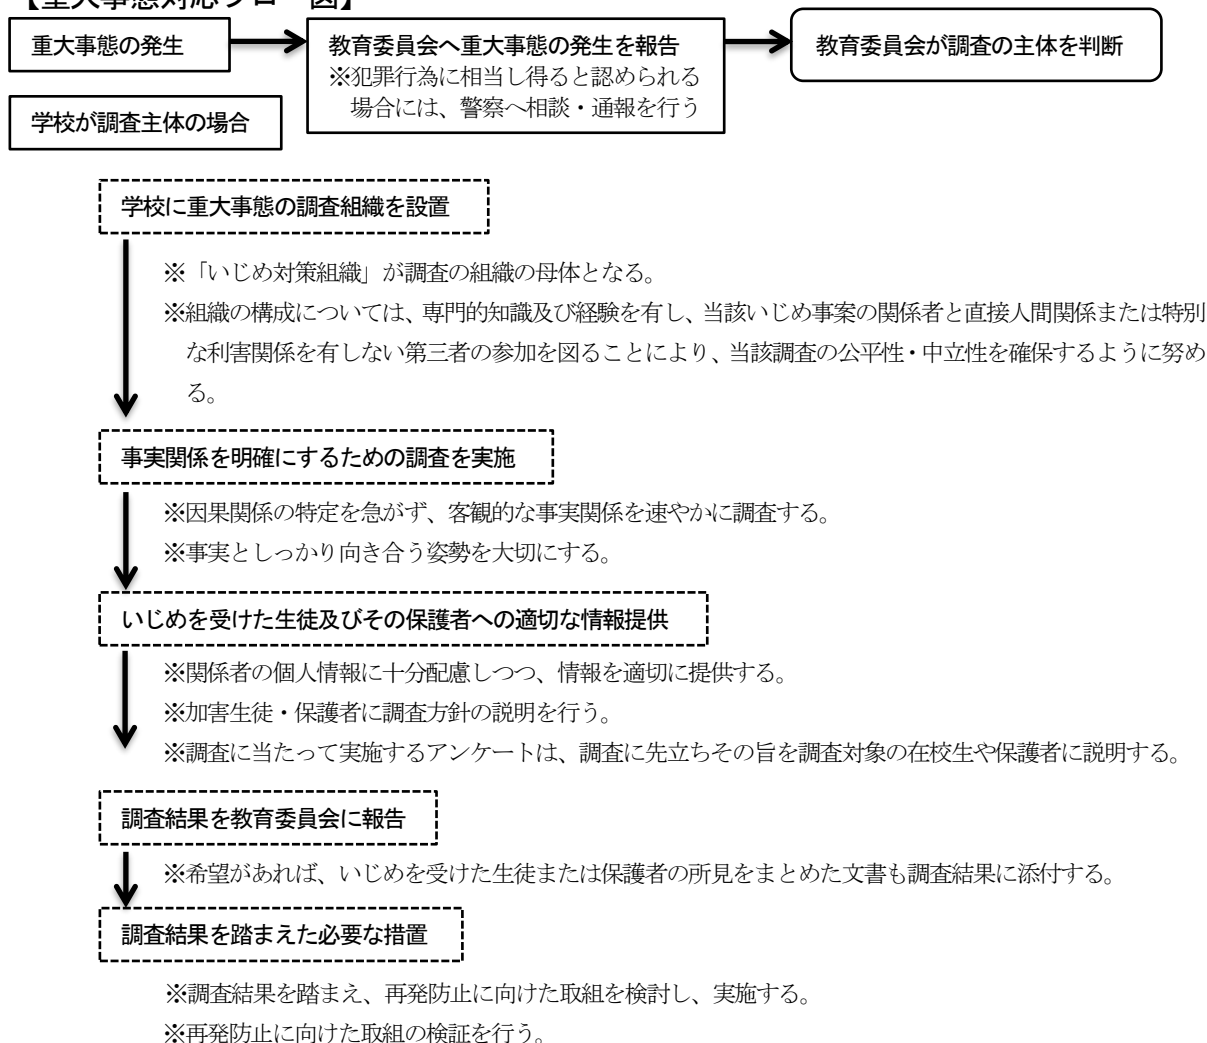 【重大事態対応フロー図】
重大事態の発生
教育委員会へ重大事態の発生を報告
※犯罪行為に相当し得ると認められる
場合には、警察へ相談・通報を行う
教育委員会が調査の主体を判断
学校が調査主体の場合
学校に重大事態の調査組織を設置
※「いじめ対策組織」が調査の組織の母体となる。
※組織の構成については、専門的知識及び経験を有し、当該いじめ事案の関係者と直接人間関係または特別
な利害関係を有しない第三者の参加を図ることにより、当該調査の公平性・中立性を確保するように努め
る。
事実関係を明確にするための調査を実施
※因果関係の特定を急がず、客観的な事実関係を速やかに調査する。
※事実としっかり向き合う姿勢を大切にする。
いじめを受けた生徒及びその保護者への適切な情報提供
※関係者の個人情報に十分配慮しつつ、情報を適切に提供する。
※加害生徒・保護者に調査方針の説明を行う。
※調査に当たって実施するアンケートは、調査に先立ちその旨を調査対象の在校生や保護者に説明する。
調査結果を教育委員会に報告
※希望があれば、いじめを受けた生徒または保護者の所見をまとめた文書も調査結果に添付する。
調査結果を踏まえた必要な措置
※調査結果を踏まえ、再発防止に向けた取組を検討し、実施する。
※再発防止に向けた取組の検証を行う。